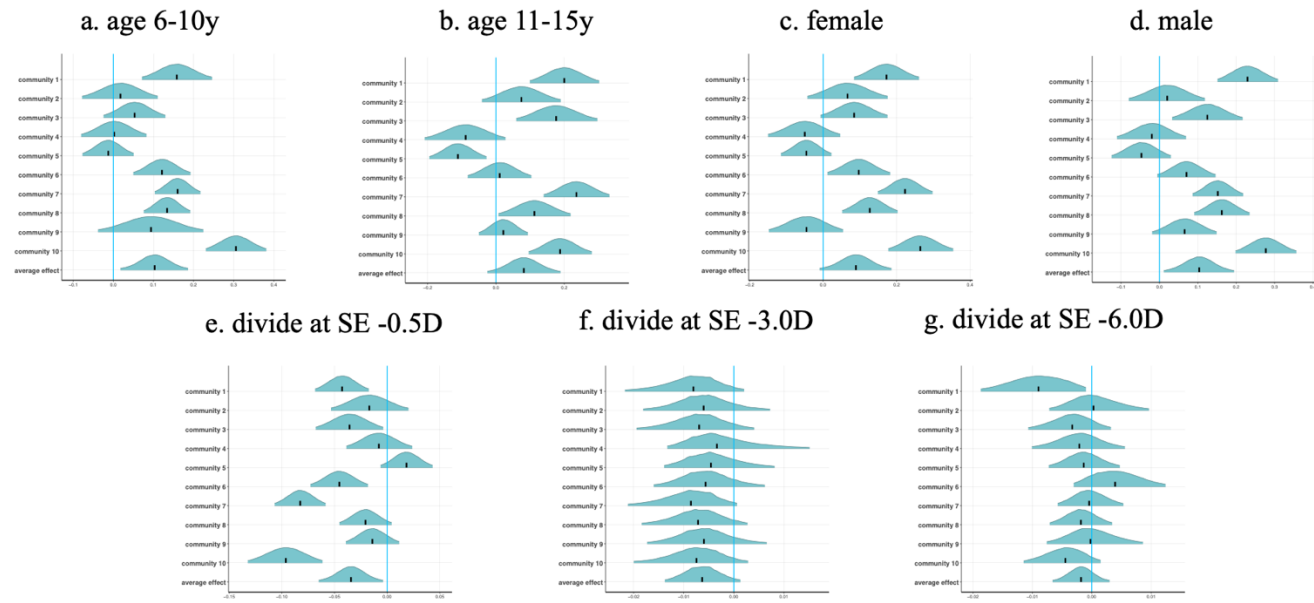 a. age 6-10y
community 1
community 2
community 3
community 4
community 5
community 6
community 7
community 8
community 9
community 10
average effect
0.0
0.1
0.2
0.3
0.4
b. age 11-15y
community 1
community 2
community 3
community 4
community 5
community 6
community 7
community 8
community 9
community 10
average effect
−0.2
0.0
0.2
c. female
community 1
community 2
community 3
community 4
community 5
community 6
community 7
community 8
community 9
community 10
average effect
−0.2
0.0
0.2
0.4
d. male
community 1
community 2
community 3
community 4
community 5
community 6
community 7
community 8
community 9
community 10
average effect
−0.1
0.0
0.1
0.2
0.3
e. divide at SE -0.5D
community 1
community 2
community 3
community 4
community 5
community 6
community 7
community 8
community 9
community 10
average effect
−0.15
−0.10
−0.05
0.00
0.05
f. divide at SE -3.0D
community 1
community 2
community 3
community 4
community 5
community 6
community 7
community 8
community 9
community 10
average effect
−0.02
−0.01
0.00
0.01
g. divide at SE -6.0D
community 1
community 2
community 3
community 4
community 5
community 6
community 7
community 8
community 9
community 10
average effect
−0.02
−0.01
0.00
0.01